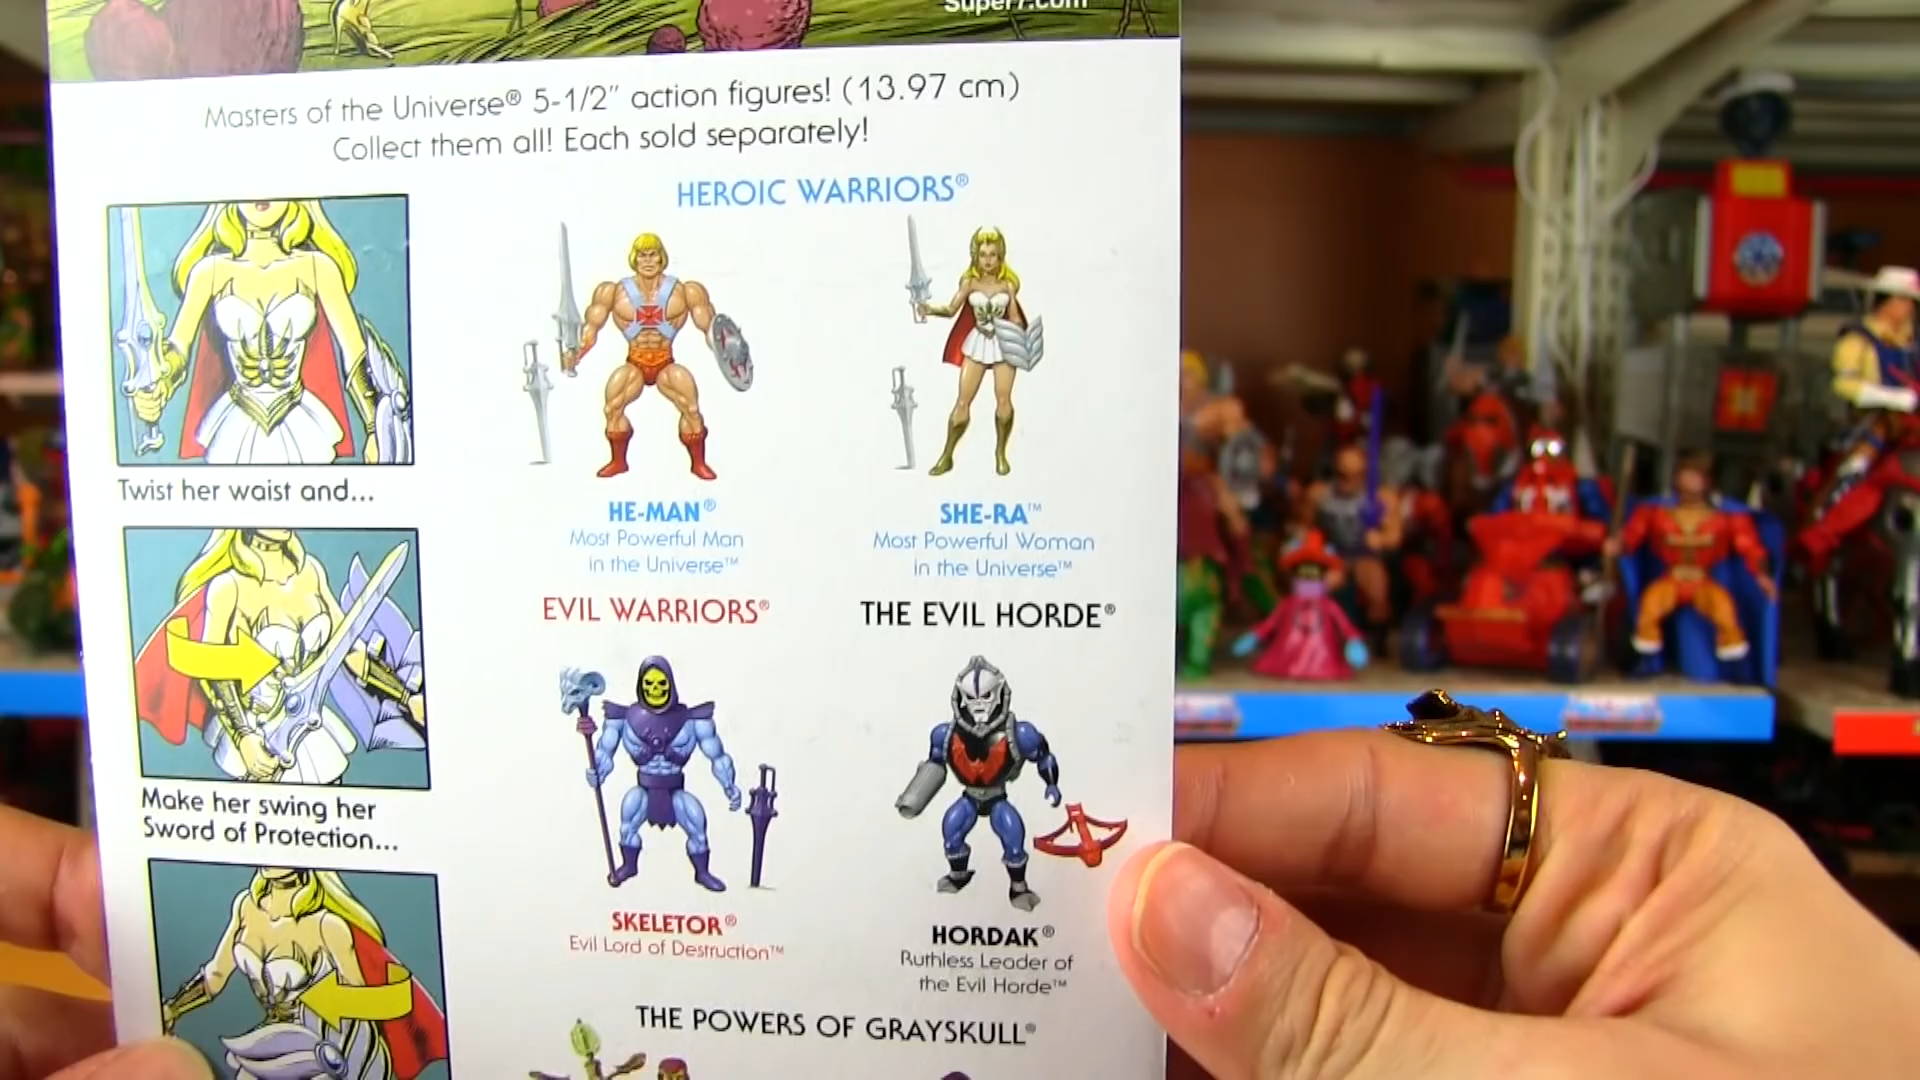 Super7.com
Masters of the Universe® 5-1/2" action figures! (13.97 cm)
Collect them all! Each sold separately!
HEROIC WARRIORS®
HE-MAN®
Most Powerful Man
in the Universe™
SHE-RA™
Most Powerful Woman
in the Universe™
EVIL WARRIORS®
THE EVIL HORDE®
SKELETOR®
Evil Lord of Destruction™
HORDAK®
Ruthless Leader of
the Evil Horde™
THE POWERS OF GRAYSKULL®
Twist her waist and...
Make her swing her
Sword of Protection...